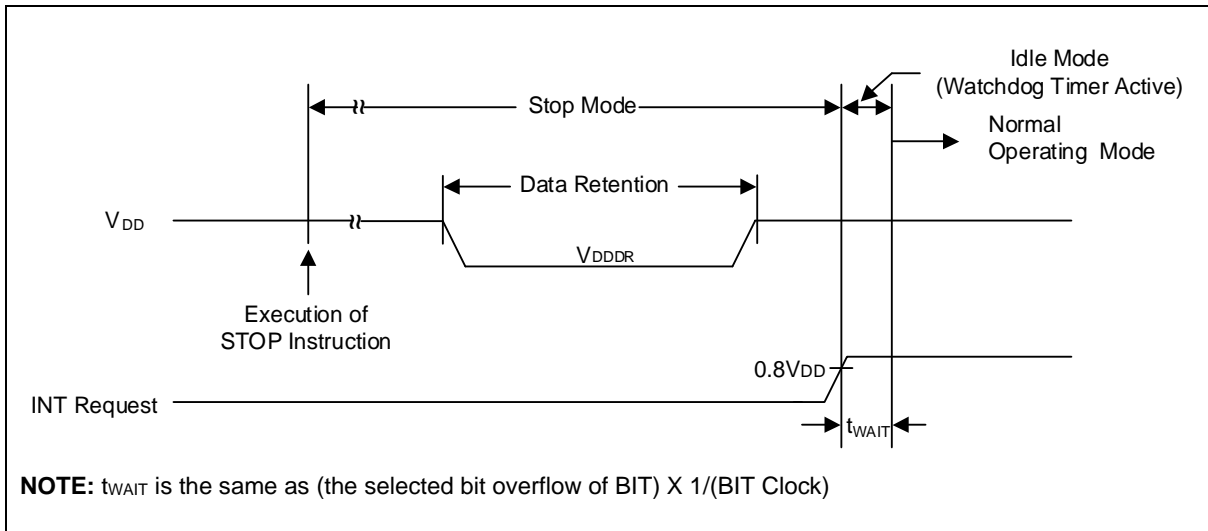 Idle Mode
(Watchdog Timer Active)
Stop Mode
Normal
Operating Mode
Data Retention
VDD
VDDDR
Execution of
STOP Instruction
0.8VDD
INT Request
tWAIT
NOTE: tWAIT is the same as (the selected bit overflow of BIT) X 1/(BIT Clock)